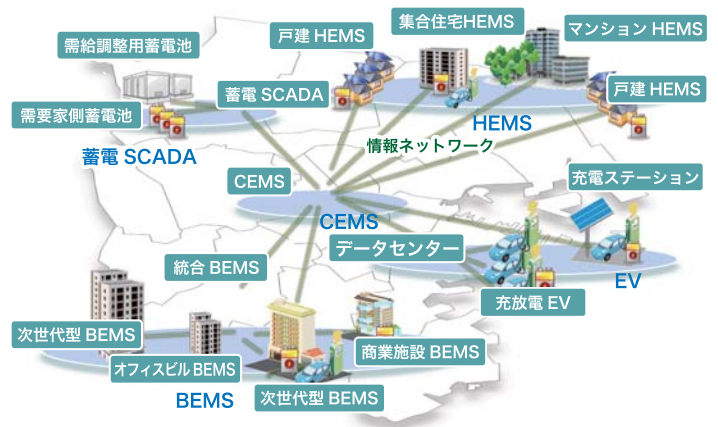 需給調整用蓄電池
戸建 HEMS
集合住宅HEMS
マンション HEMS
需要家側蓄電池
蓄電 SCADA
戸建 HEMS
蓄電 SCADA
HEMS
情報ネットワーク
CEMS
充電ステーション
CEMS
データセンター
統合 BEMS
EV
充放電 EV
次世代型 BEMS
オフィスビル BEMS
商業施設 BEMS
BEMS
次世代型 BEMS